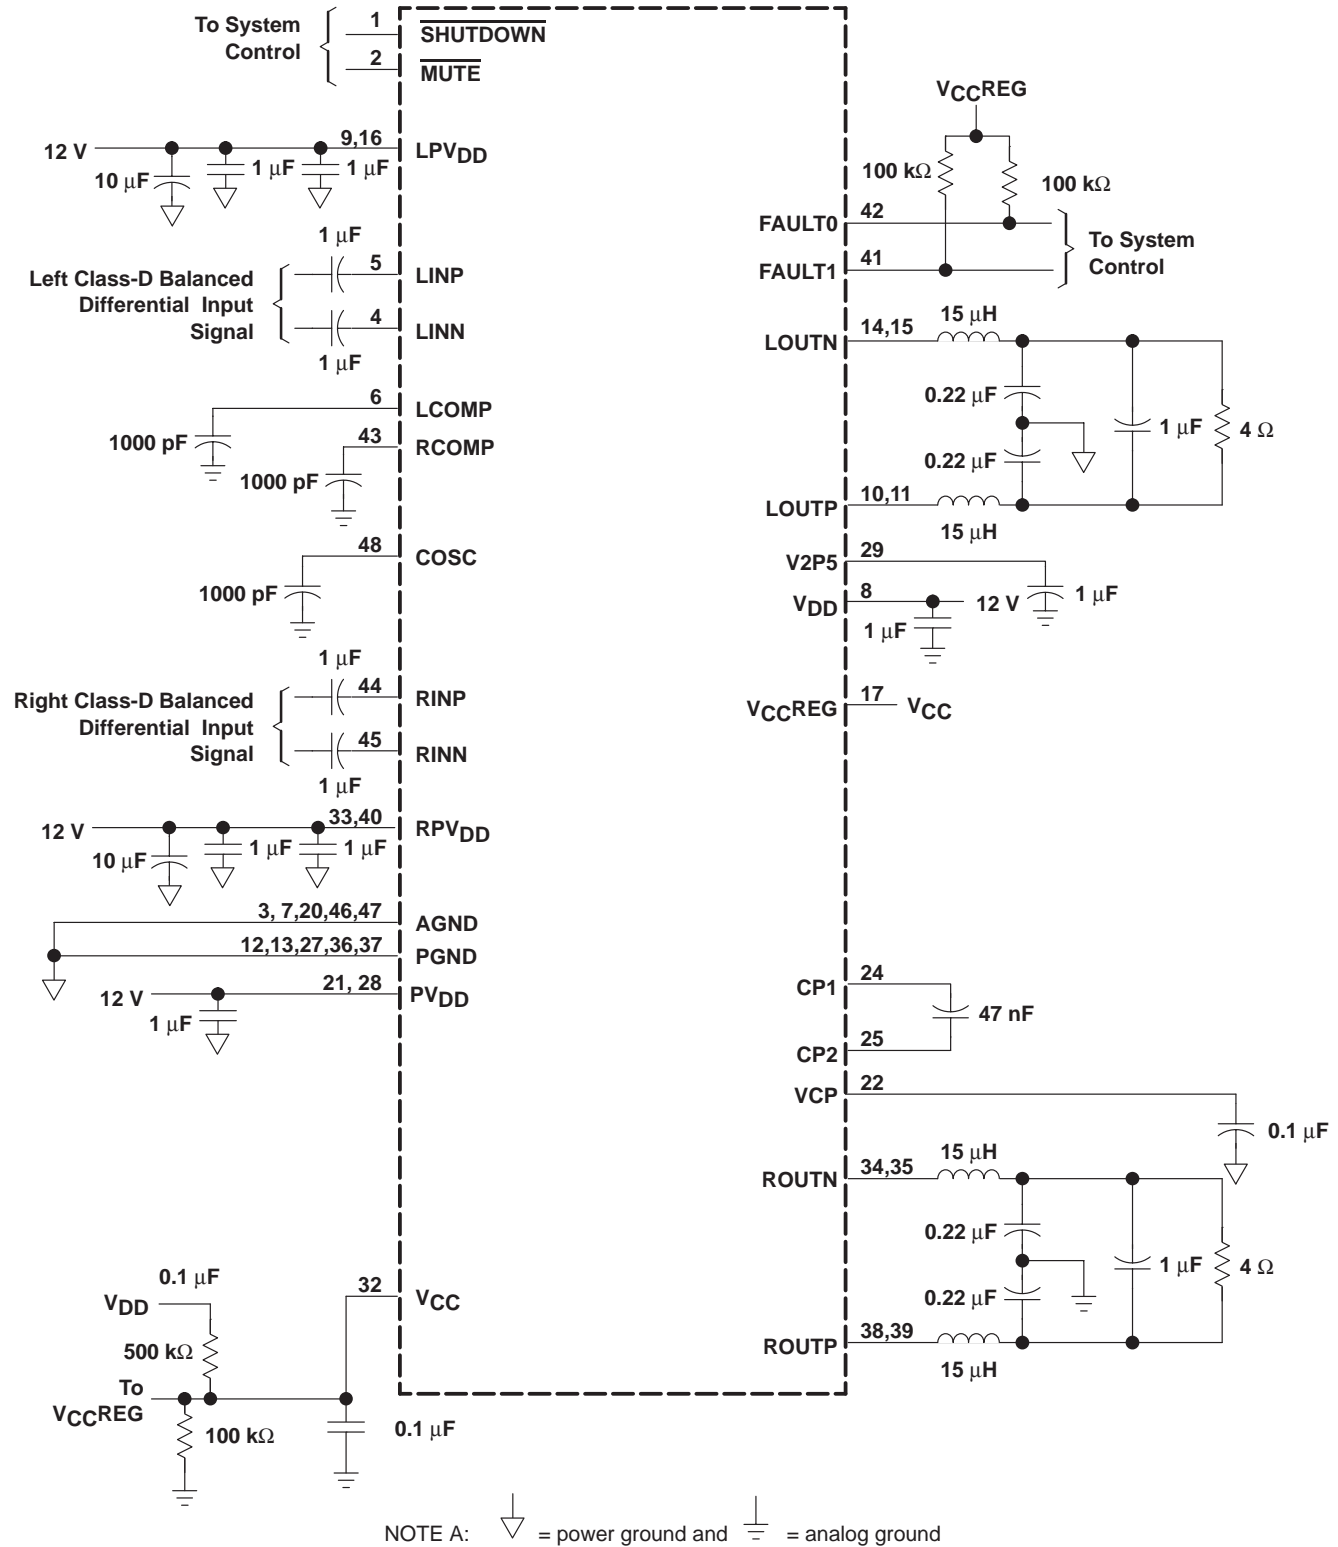 To System
Control
1
SHUTDOWN
2
MUTE
12 V
9,16
LPVDD
10 μF
1 μF
1 μF
1 μF
Left Class-D Balanced
Differential Input
Signal
5
LINP
4
LINN
1 μF
6
LCOMP
1000 pF
43
RCOMP
1000 pF
48
COSC
1000 pF
1 μF
Right Class-D Balanced
Differential Input
Signal
44
RINP
45
RINN
1 μF
12 V
33,40
RPVDD
10 μF
1 μF
1 μF
3, 7,20,46,47
AGND
12,13,27,36,37
PGND
12 V
21, 28
PVDD
1 μF
0.1 μF
VDD
500 kΩ
32
VCC
To
VCCREG
100 kΩ
0.1 μF
VCCREG
100 kΩ
100 kΩ
FAULT0
42
FAULT1
41
To System
Control
15 μH
LOUTN
14,15
0.22 μF
1 μF
4 Ω
0.22 μF
LOUTP
10,11
15 μH
V2P5
29
1 μF
VDD
8
12 V
1 μF
VCCREG
17
VCC
CP1
24
47 nF
CP2
25
VCP
22
0.1 μF
15 μH
ROUTN
34,35
0.22 μF
1 μF
4 Ω
0.22 μF
ROUTP
38,39
15 μH
NOTE A: = power ground and = analog ground